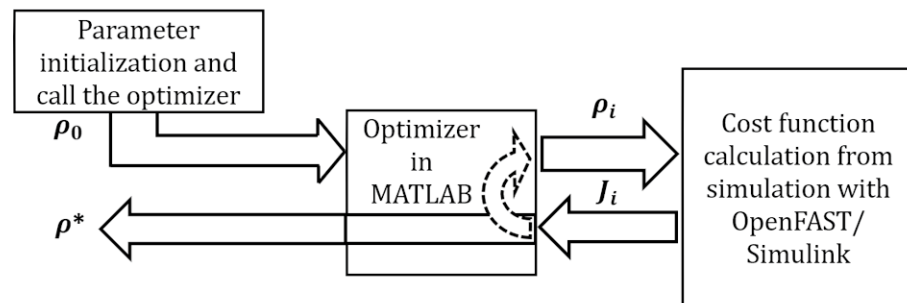 Parameter
initialization and
call the optimizer
ρ₀
Optimizer
in
MATLAB
ρᵢ
Jᵢ
ρ*
Cost function
calculation from
simulation with
OpenFAST/
Simulink